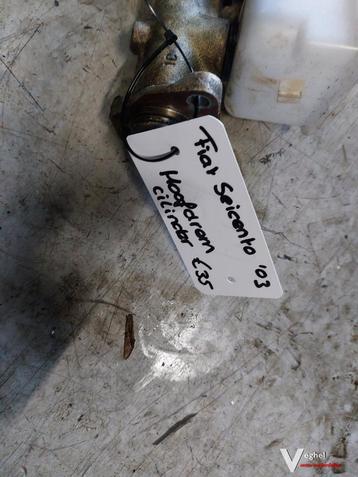 Fiat Seicento '03
Hoofdrem
cilinder €35
Veghel